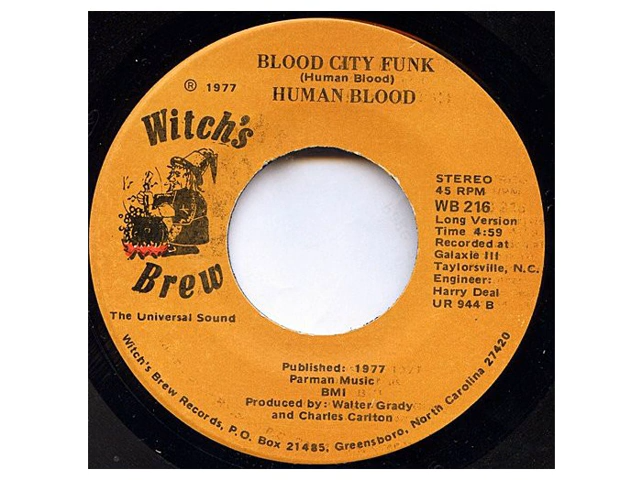 BLOOD CITY FUNK
(Human Blood)
HUMAN BLOOD
℗ 1977
Witch's
Brew
The Universal Sound
STEREO
45 RPM
WB 216
Long Version
Time 4:59
Recorded at
Galaxie III
Taylorsville, N.C.
Engineer:
Harry Deal
UR 944 B
Published: 1977
Parman Music
BMI
Produced by: Walter Grady
and Charles Carlton
Witch's Brew Records, P.O. Box 21485, Greensboro, North Carolina 27420